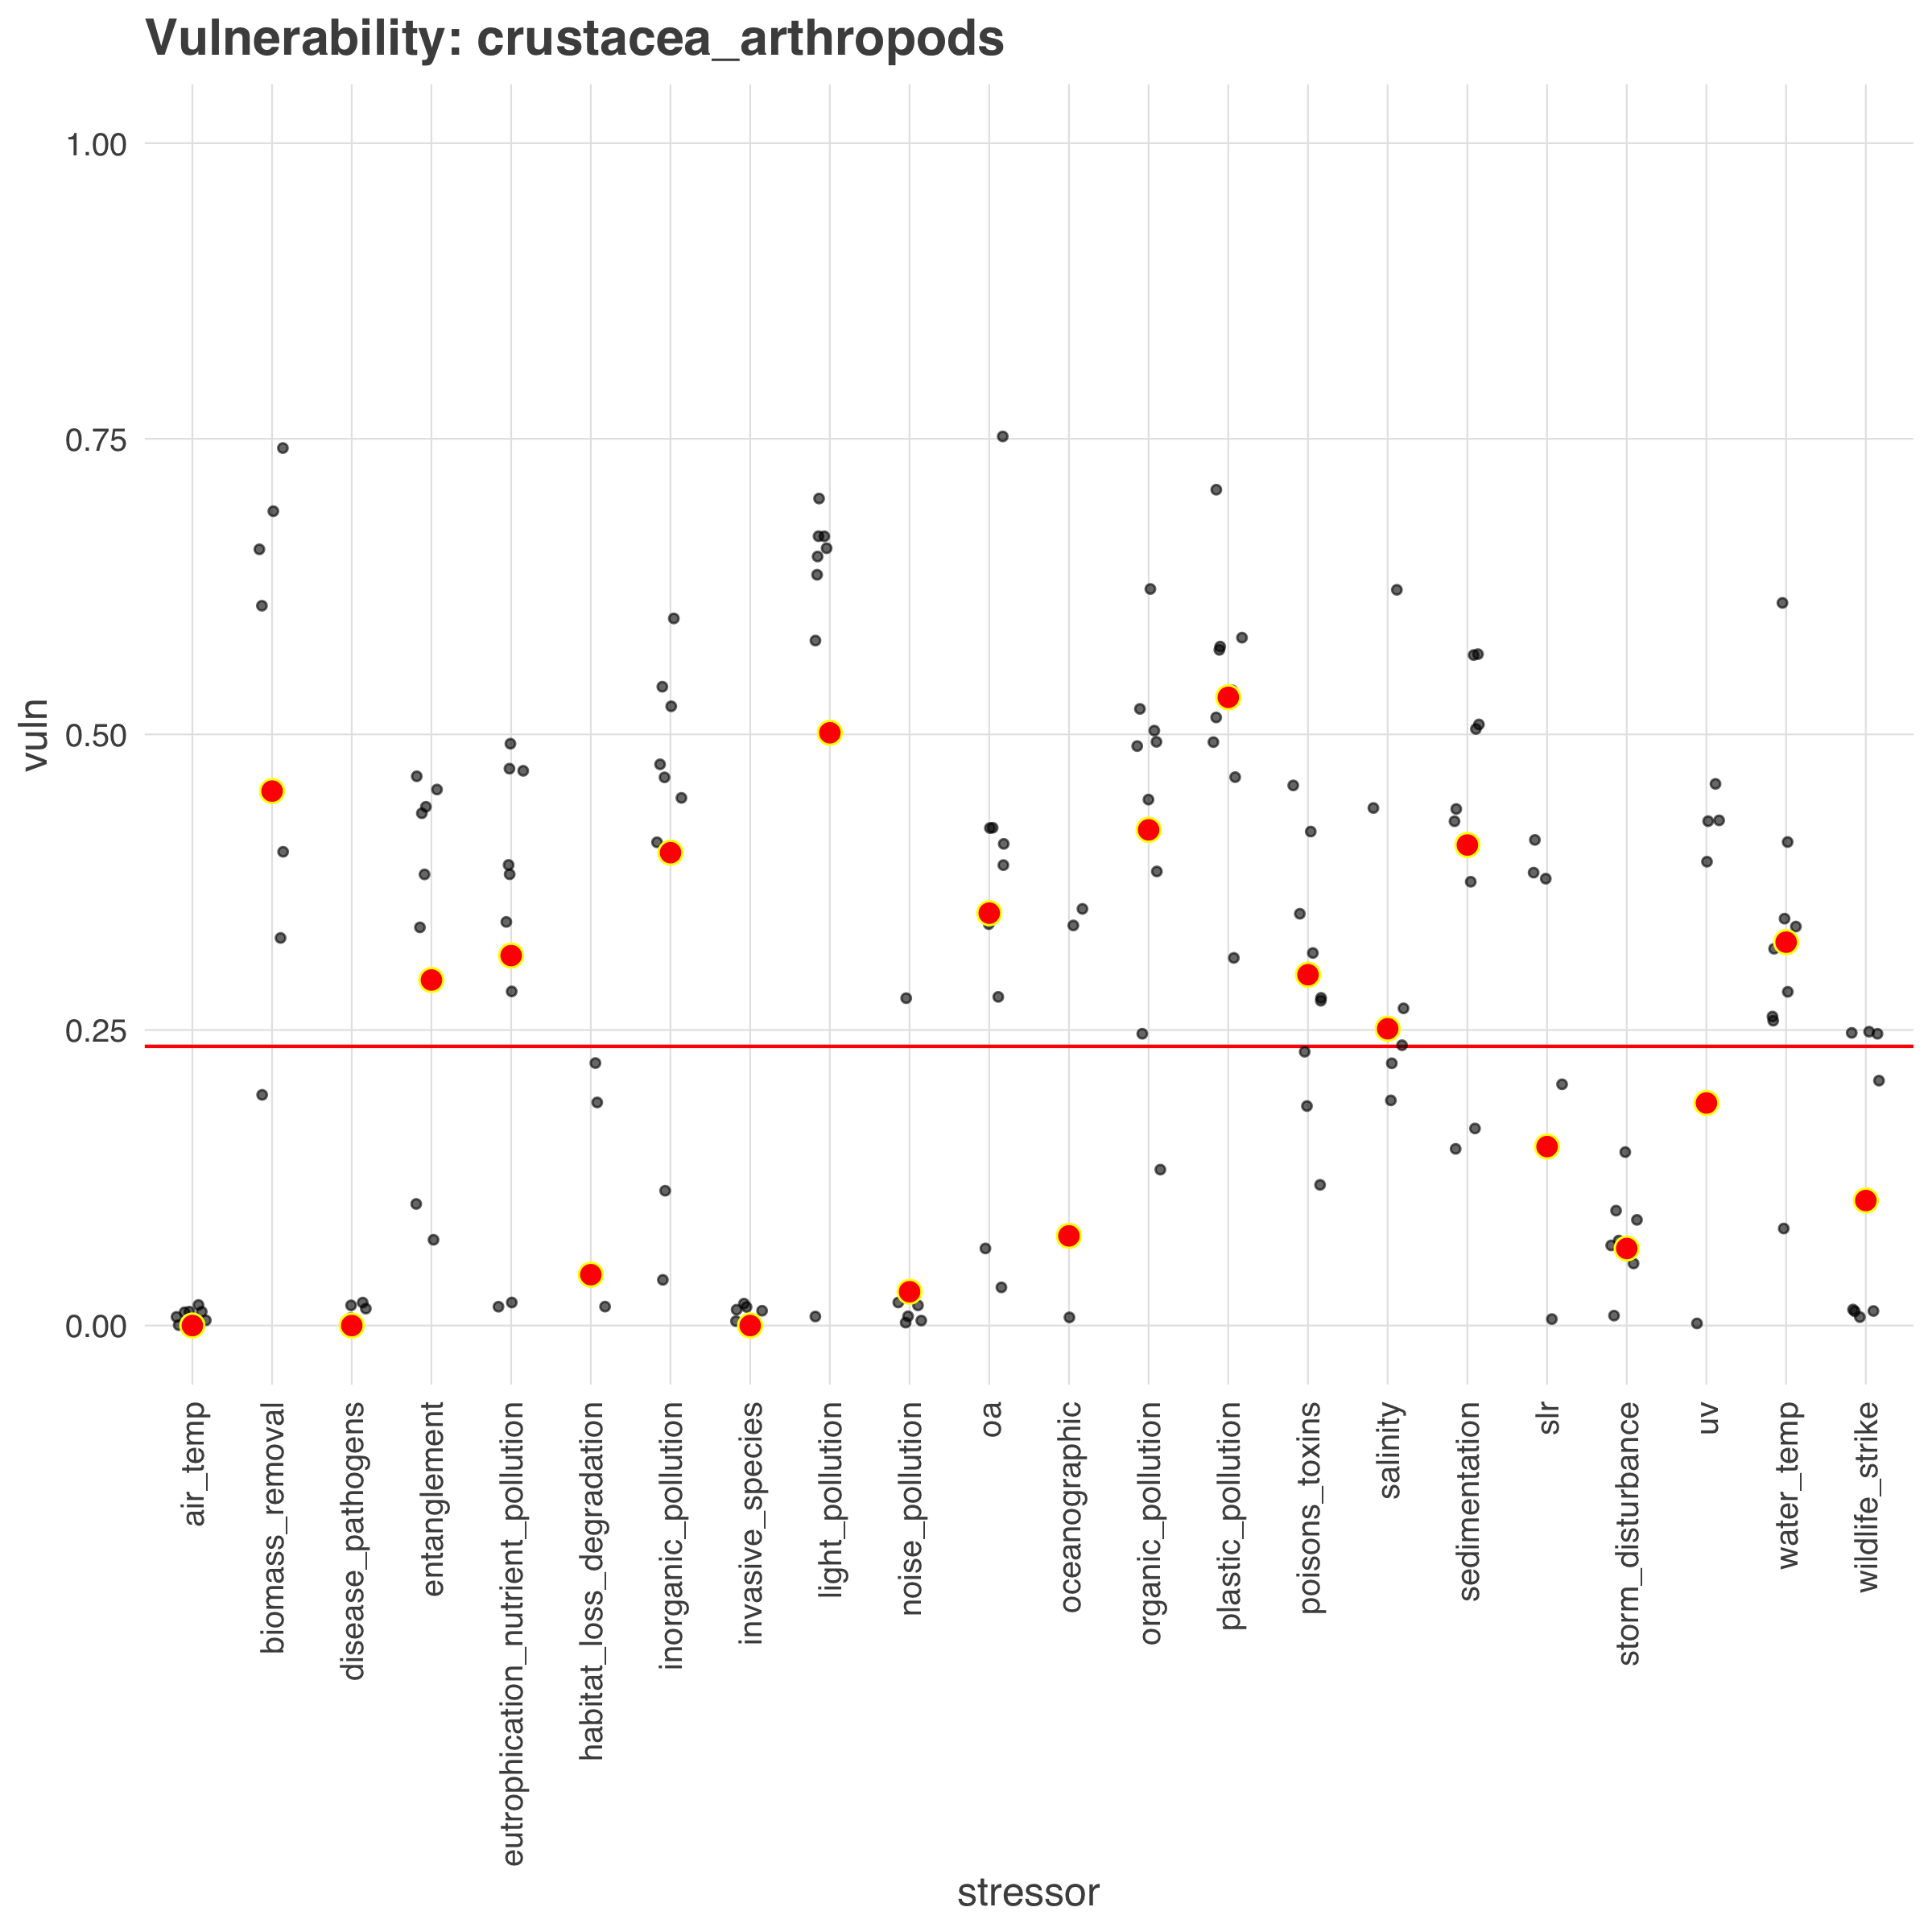 Vulnerability: crustacea_arthropods
vuln
1.00
0.75
0.50
0.25
0.00
air_temp
biomass_removal
disease_pathogens
entanglement
eutrophication_nutrient_pollution
habitat_loss_degradation
inorganic_pollution
invasive_species
light_pollution
noise_pollution
oa
oceanographic
organic_pollution
plastic_pollution
poisons_toxins
salinity
sedimentation
slr
storm_disturbance
uv
water_temp
wildlife_strike
stressor